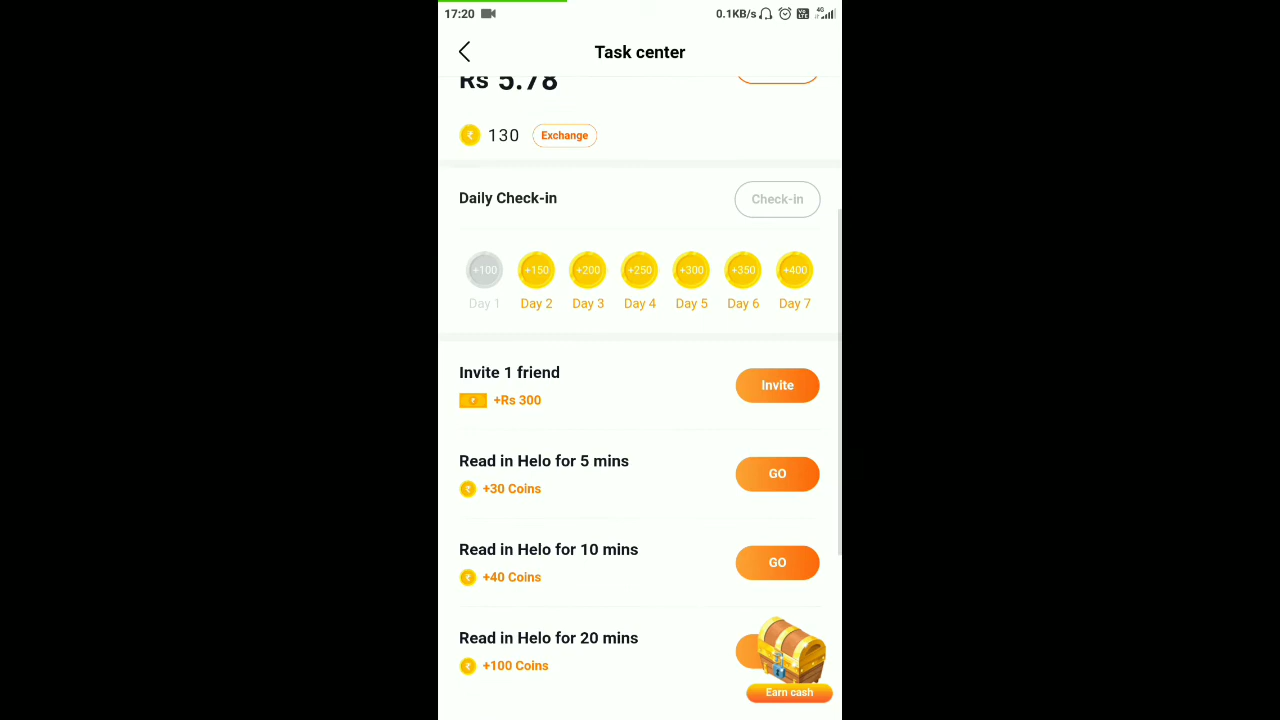 17:20 0.1KB/s 4G
Task center
Rs 5.78
130 Exchange
Daily Check-in Check-in
+100 +150 +200 +250 +300 +350 +400
Day 1 Day 2 Day 3 Day 4 Day 5 Day 6 Day 7
Invite 1 friend
+Rs 300
Invite
Read in Helo for 5 mins
+30 Coins
GO
Read in Helo for 10 mins
+40 Coins
GO
Read in Helo for 20 mins
+100 Coins
Earn cash